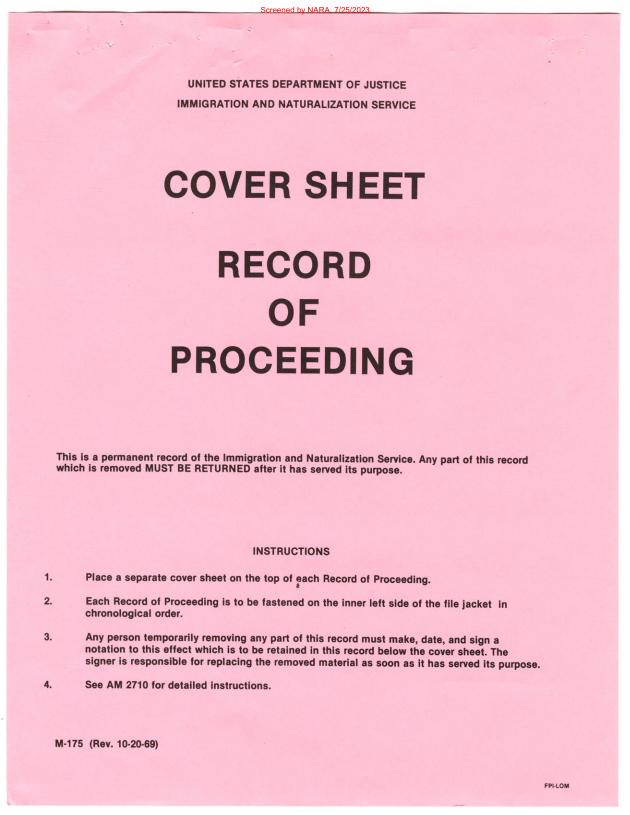 Screened by NARA, 7/25/2023.
UNITED STATES DEPARTMENT OF JUSTICE
IMMIGRATION AND NATURALIZATION SERVICE
COVER SHEET
RECORD
OF
PROCEEDING
This is a permanent record of the Immigration and Naturalization Service. Any part of this record
which is removed MUST BE RETURNED after it has served its purpose.
INSTRUCTIONS
1. Place a separate cover sheet on the top of each Record of Proceeding.
2. Each Record of Proceeding is to be fastened on the inner left side of the file jacket in
chronological order.
3. Any person temporarily removing any part of this record must make, date, and sign a
notation to this effect which is to be retained in this record below the cover sheet. The
signer is responsible for replacing the removed material as soon as it has served its purpose.
4. See AM 2710 for detailed instructions.
M-175 (Rev. 10-20-69)
FPI-LOM